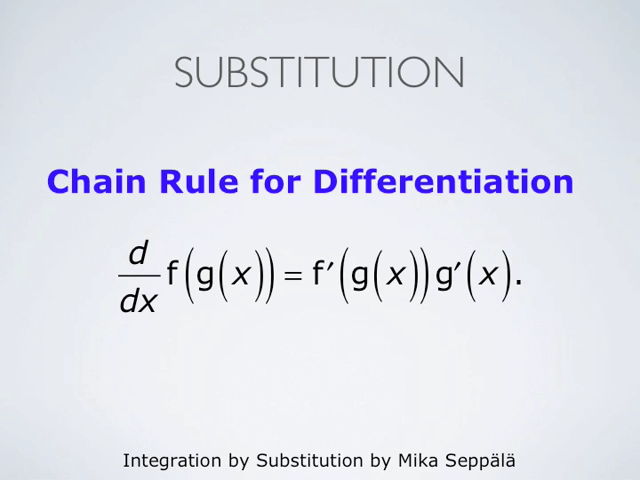 SUBSTITUTION
Chain Rule for Differentiation
d/dx f(g(x)) = f′(g(x))g′(x).
Integration by Substitution by Mika Seppälä